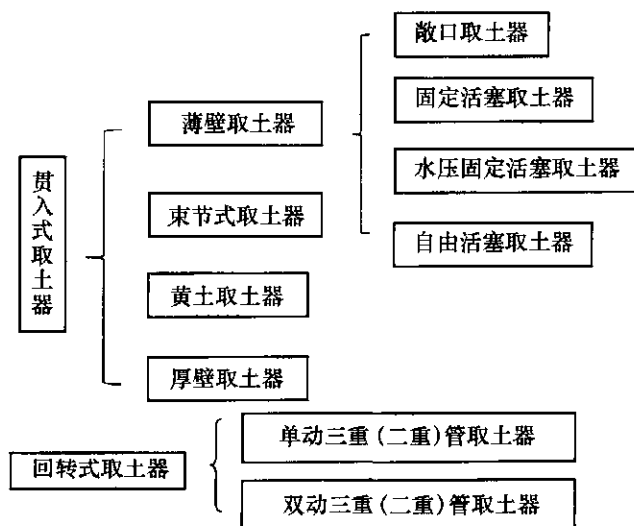 贯入式取土器
薄壁取土器
敞口取土器
固定活塞取土器
水压固定活塞取土器
自由活塞取土器
束节式取土器
黄土取土器
厚壁取土器
回转式取土器
单动三重(二重)管取土器
双动三重(二重)管取土器